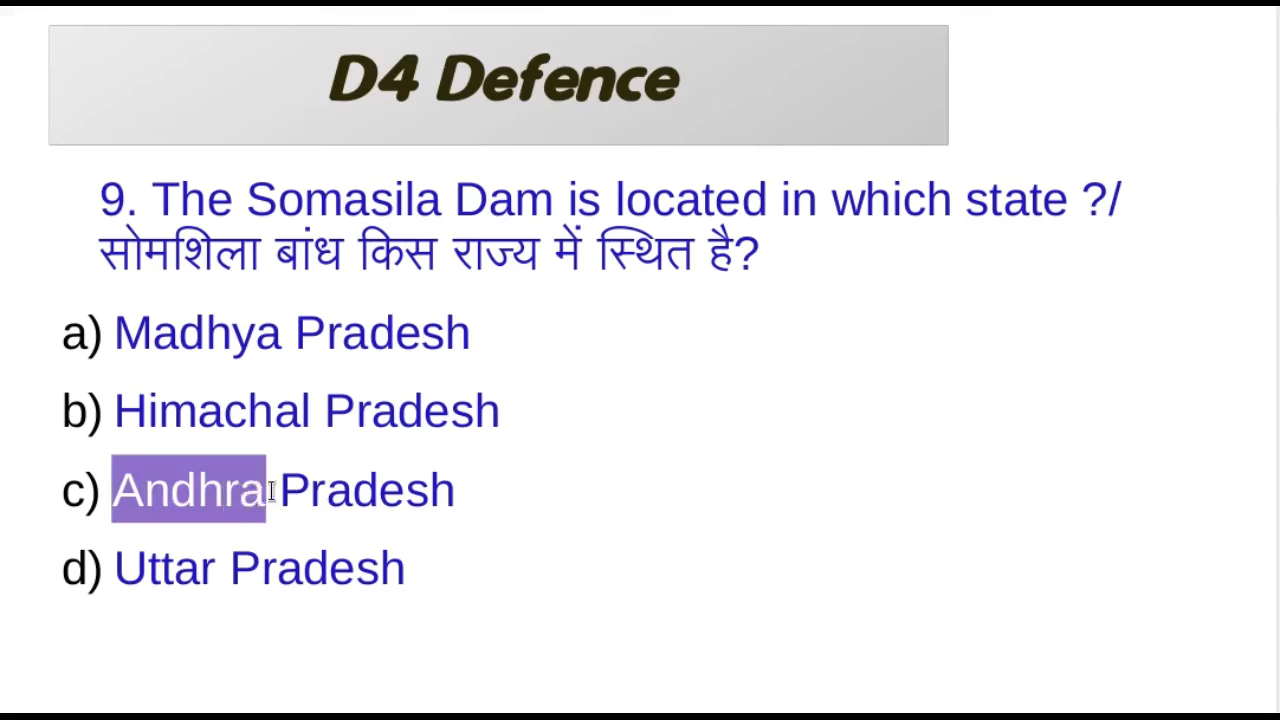 D4 Defence
9. The Somasila Dam is located in which state ?/
सोमशिला बांध किस राज्य में स्थित है?
a) Madhya Pradesh
b) Himachal Pradesh
c) Andhra Pradesh
d) Uttar Pradesh